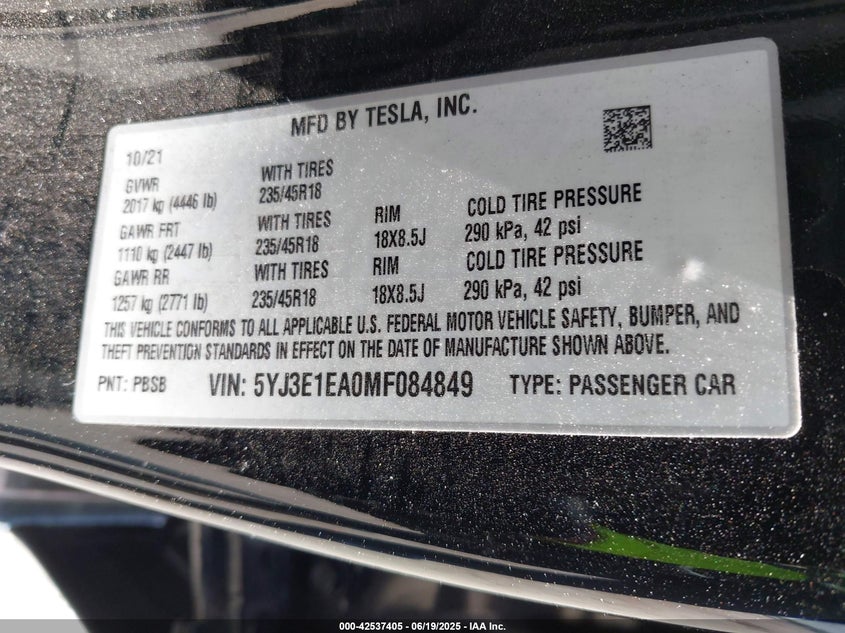 MFD BY TESLA, INC.
10/21
GVWR WITH TIRES
2017 kg (4446 lb) 235/45R18
GAWR FRT WITH TIRES RIM COLD TIRE PRESSURE
1110 kg (2447 lb) 235/45R18 18X8.5J 290 kPa, 42 psi
GAWR RR WITH TIRES RIM COLD TIRE PRESSURE
1257 kg (2771 lb) 235/45R18 18X8.5J 290 kPa, 42 psi
THIS VEHICLE CONFORMS TO ALL APPLICABLE U.S. FEDERAL MOTOR VEHICLE SAFETY, BUMPER, AND
THEFT PREVENTION STANDARDS IN EFFECT ON THE DATE OF MANUFACTURE SHOWN ABOVE.
PNT: PBSB VIN: 5YJ3E1EA0MF084849 TYPE: PASSENGER CAR
000-42537405 - 06/19/2025 - IAA Inc.